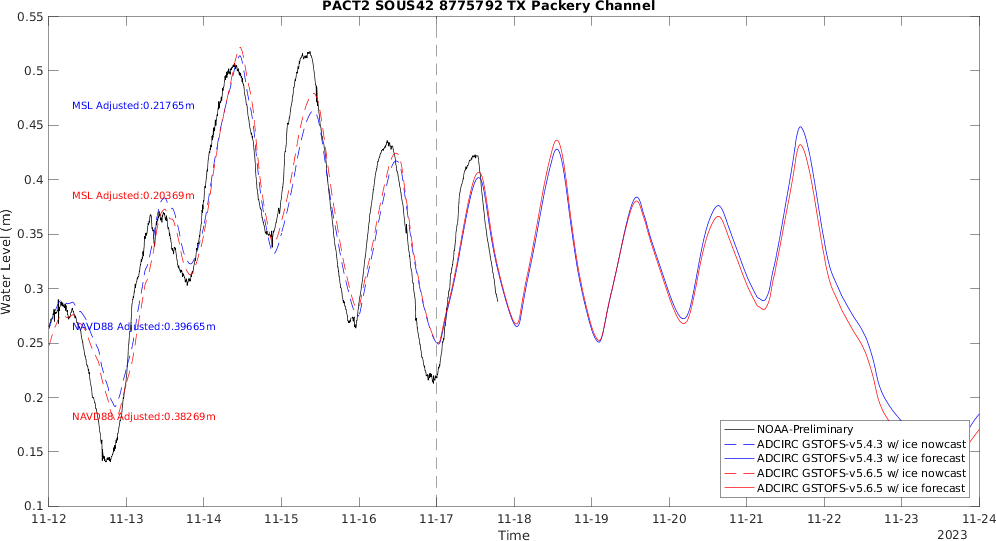 PACT2 SOUS42 8775792 TX Packery Channel
0.55
0.5
0.45
0.4
0.35
0.3
0.25
0.2
0.15
0.1
Water Level (m)
MSL Adjusted:0.21765m
MSL Adjusted:0.20369m
NAVD88 Adjusted:0.39665m
NAVD88 Adjusted:0.38269m
NOAA-Preliminary
ADCIRC GSTOFS-v5.4.3 w/ ice nowcast
ADCIRC GSTOFS-v5.4.3 w/ ice forecast
ADCIRC GSTOFS-v5.6.5 w/ ice nowcast
ADCIRC GSTOFS-v5.6.5 w/ ice forecast
11-12 11-13 11-14 11-15 11-16 11-17 11-18 11-19 11-20 11-21 11-22 11-23 11-24
Time
2023